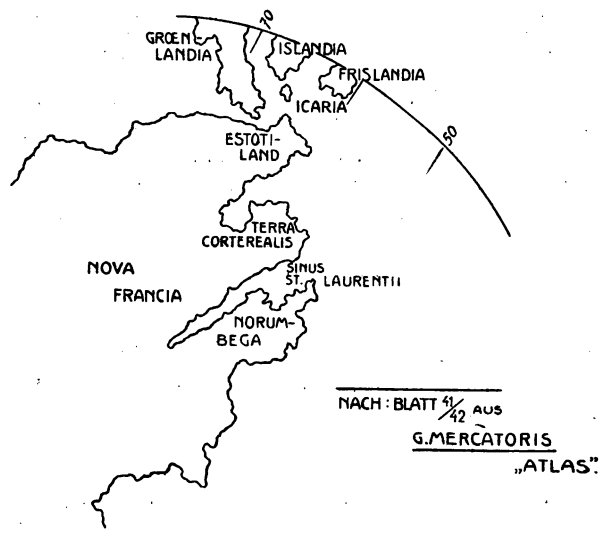 GROEN-
LANDIA
70
ISLANDIA
FRISLANDIA
ICARIA
50
ESTOTI-
LAND
TERRA
CORTEREALIS
NOVA
FRANCIA
SINUS
ST. LAURENTII
NORUM-
BEGA
NACH: BLATT 41/42 AUS
G. MERCATORIS
„ATLAS".